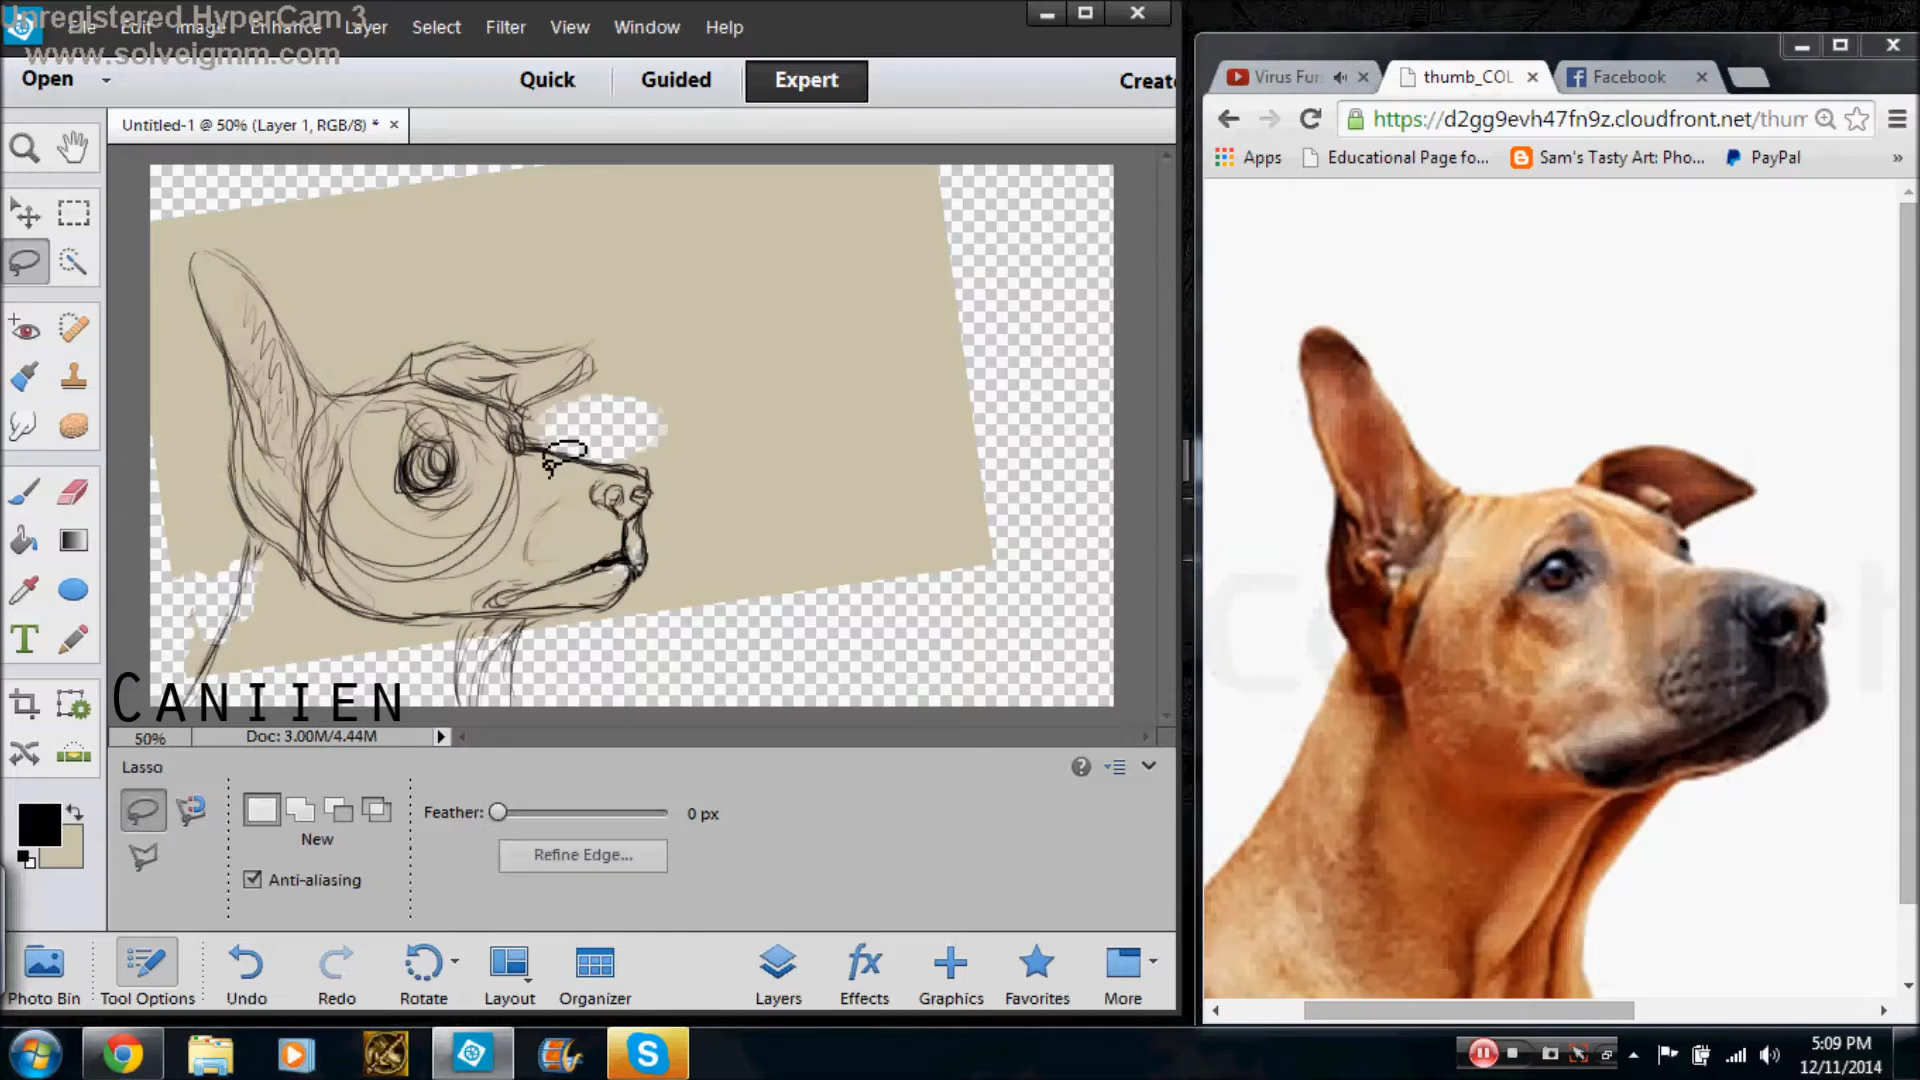 Unregistered HyperCam 3
www.solveigmm.com
File Edit Image Enhance Layer Select Filter View Window Help
Open
Quick
Guided
Expert
Create
Untitled-1 @ 50% (Layer 1, RGB/8) *
CANIIEN
50%
Doc: 3.00M/4.44M
Lasso
New
Anti-aliasing
Feather:
0 px
Refine Edge...
Photo Bin
Tool Options
Undo
Redo
Rotate
Layout
Organizer
Layers
Effects
fx
Graphics
Favorites
More
Virus Fur
thumb_COL
Facebook
https://d2gg9evh47fn9z.cloudfront.net/thum
Apps
Educational Page fo...
Sam's Tasty Art: Pho...
PayPal
»
5:09 PM
12/11/2014